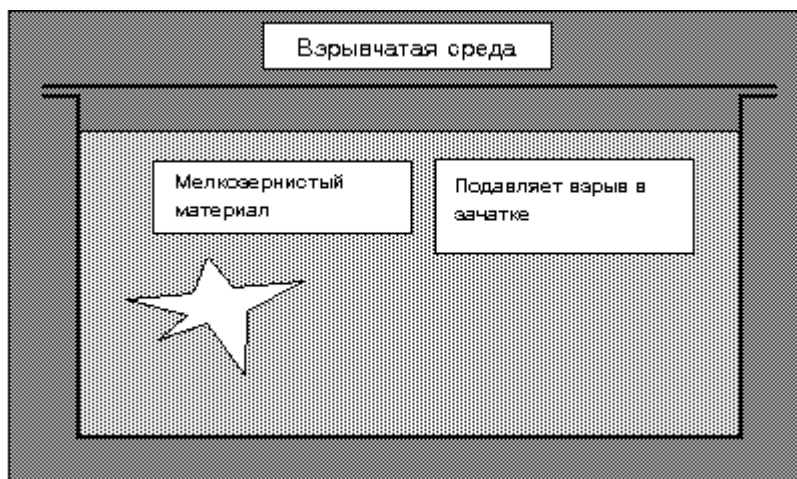 Взрывчатая среда
Мелкозернистый
материал
Подавляет взрыв в
зачатке